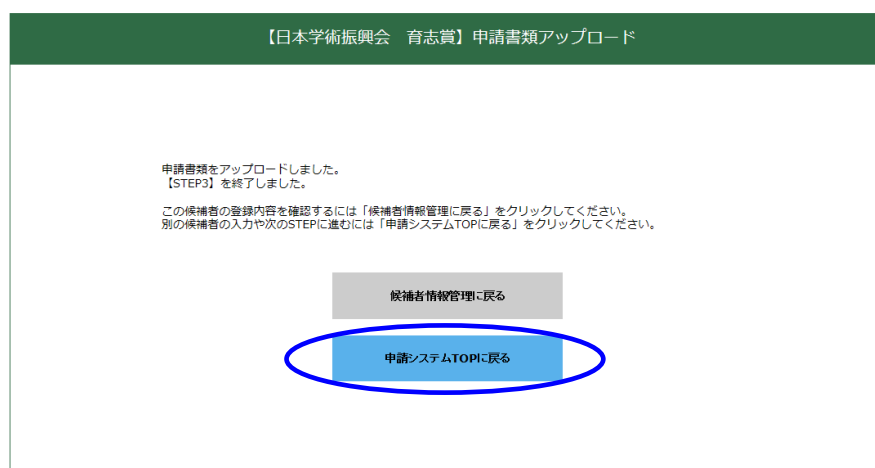 【日本学術振興会　育志賞】申請書類アップロード
申請書類をアップロードしました。
【STEP3】を終了しました。
この候補者の登録内容を確認するには「候補者情報管理に戻る」をクリックしてください。
別の候補者の入力や次のSTEPに進むには「申請システムTOPに戻る」をクリックしてください。
候補者情報管理に戻る
申請システムTOPに戻る